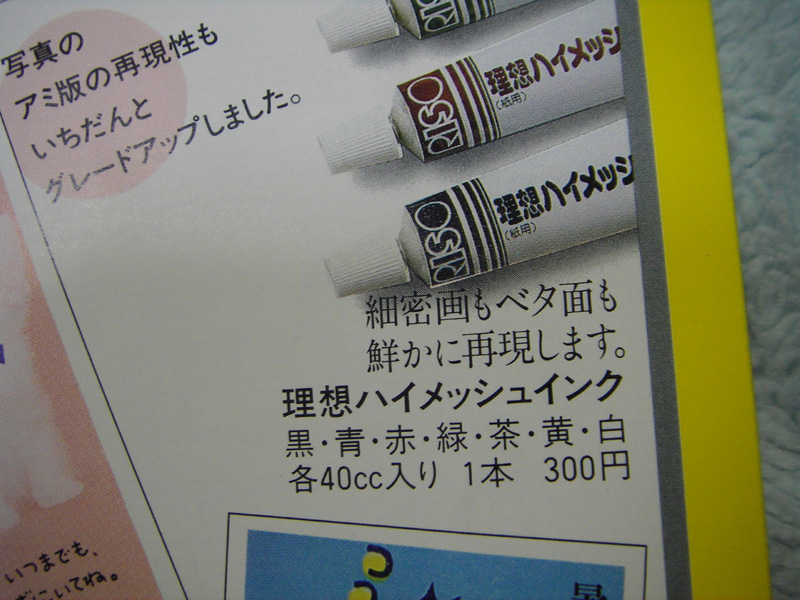 写真の
アミ版の再現性も
いちだんと
グレードアップしました。
RISO
RISO 理想ハイメッシ
(紙用)
RISO 理想ハイメッシ
(紙用)
細密画もベタ面も
鮮かに再現します。
理想ハイメッシュインク
黒・青・赤・緑・茶・黄・白
各40cc入り 1本 300円
いつまでも、
にいてね。